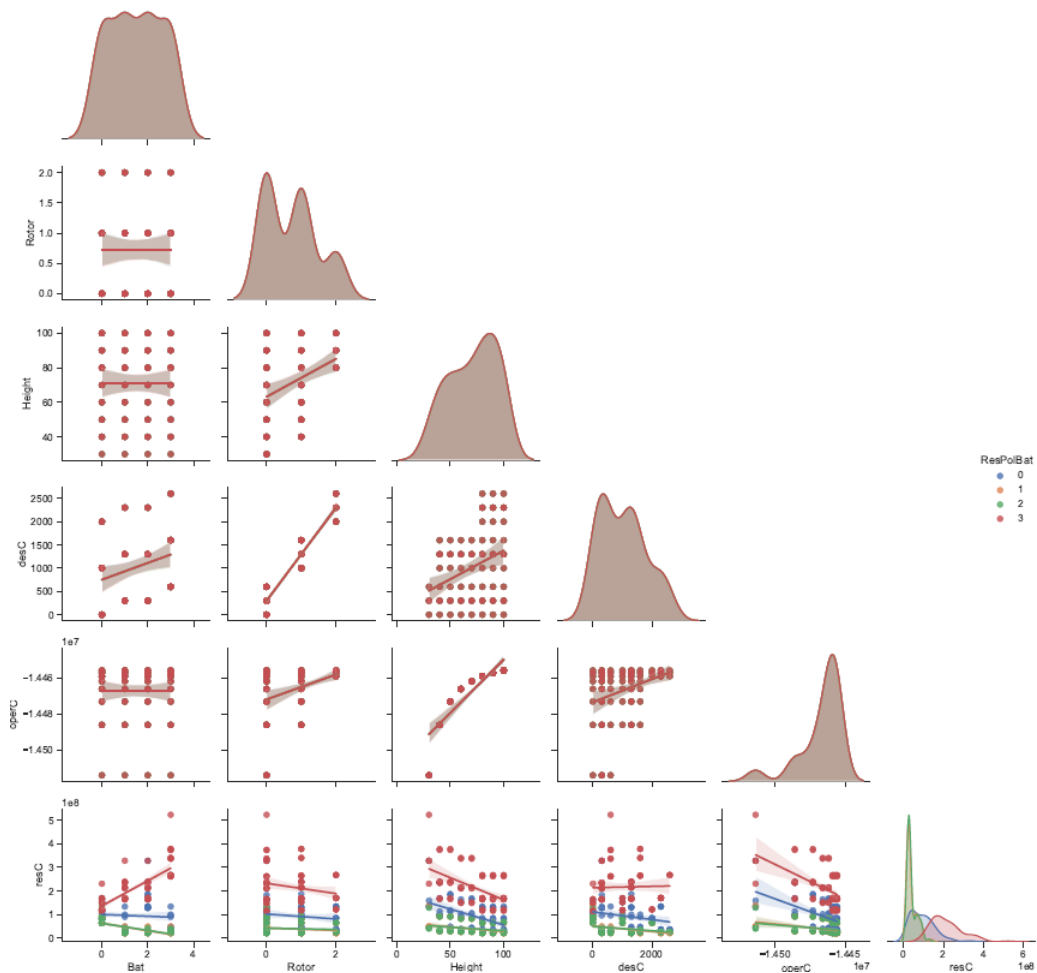 0 2 4
Rotor
2.0
1.5
1.0
0.5
0.0
Height
100
80
60
40
ResPolBat
0
1
2
3
desC
2500
2000
1500
1000
500
0
1e7
operC
−1.446
−1.448
−1.450
1e8
resC
5
4
3
2
1
0
0 2 4
Bat
0 2
Rotor
50 100
Height
0 2000
desC
−1.450 −1.445
operC 1e7
0 2 4 6
resC 1e8